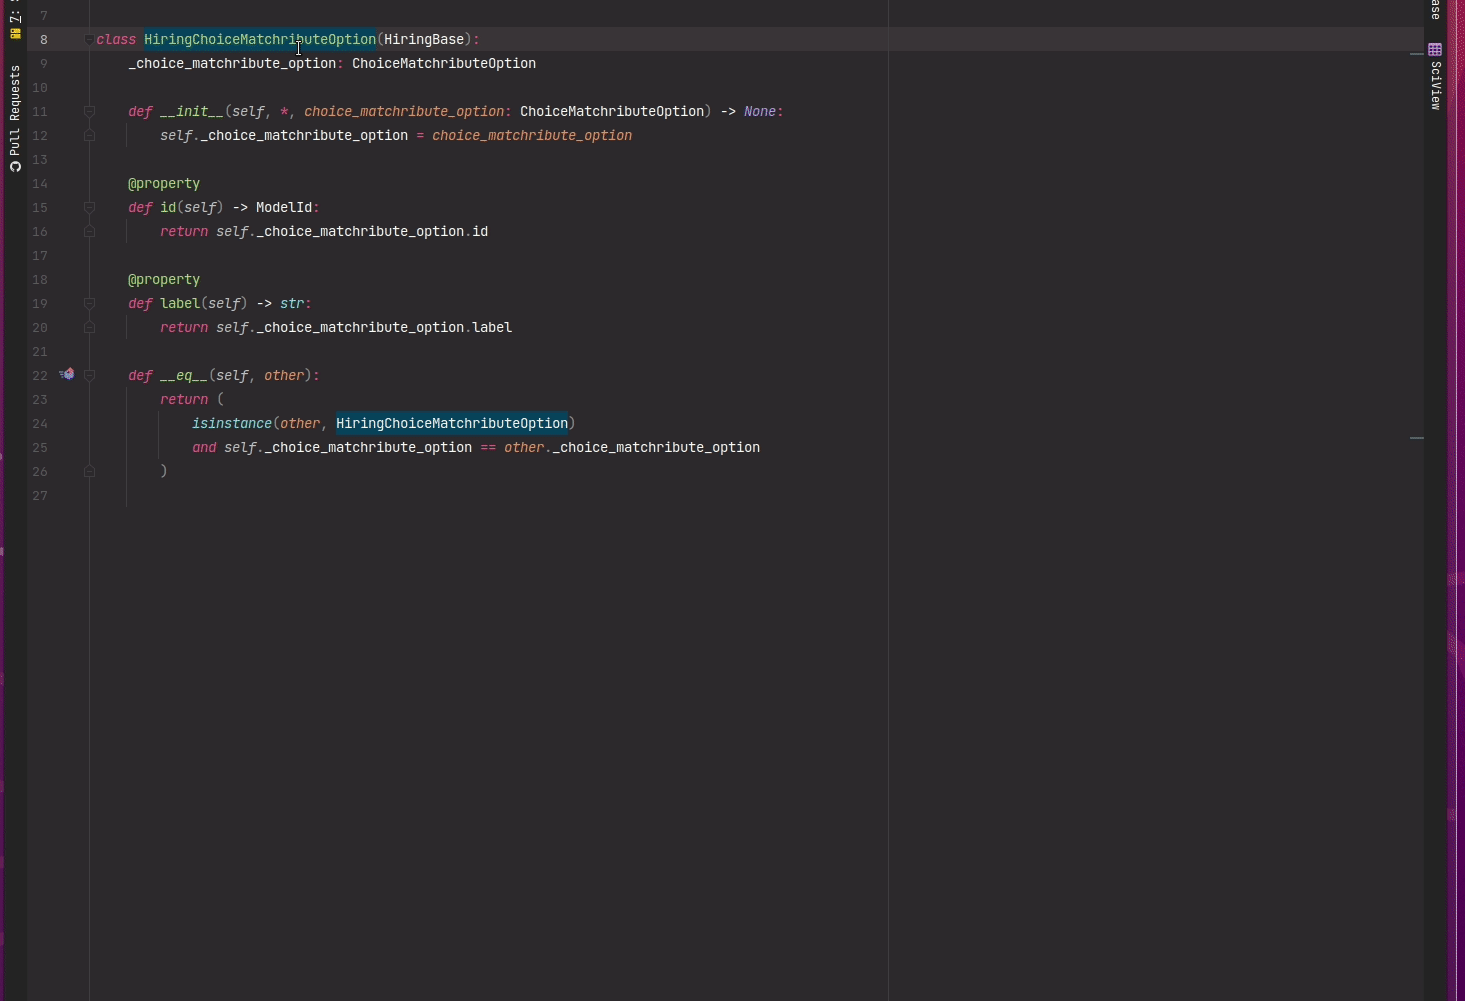 7
8 class HiringChoiceMatchributeOption(HiringBase):
9 _choice_matchribute_option: ChoiceMatchributeOption
10
11 def __init__(self, *, choice_matchribute_option: ChoiceMatchributeOption) -> None:
12 self._choice_matchribute_option = choice_matchribute_option
13
14 @property
15 def id(self) -> ModelId:
16 return self._choice_matchribute_option.id
17
18 @property
19 def label(self) -> str:
20 return self._choice_matchribute_option.label
21
22 def __eq__(self, other):
23 return (
24 isinstance(other, HiringChoiceMatchributeOption)
25 and self._choice_matchribute_option == other._choice_matchribute_option
26 )
27
7:
Pull Requests
ase
SciView